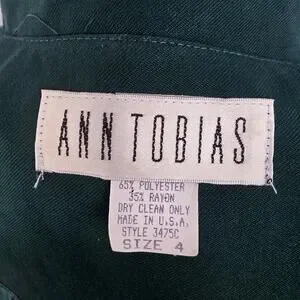 ANN TOBIAS
65% POLYESTER
35% RAYON
DRY CLEAN ONLY
MADE IN U.S.A.
STYLE 3475C
SIZE 4